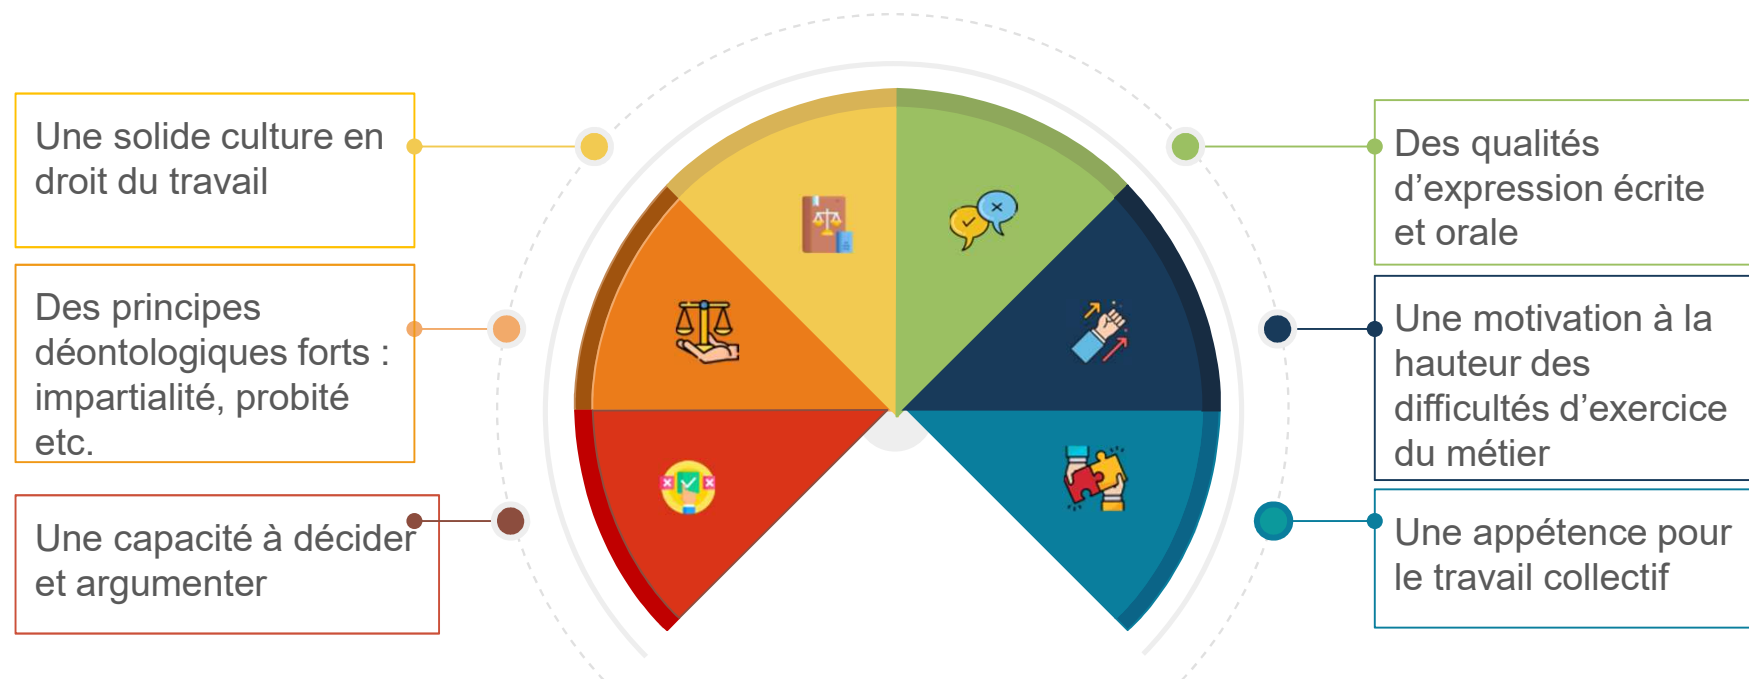 Une solide culture en
droit du travail
Des principes
déontologiques forts :
impartialité, probité
etc.
Une capacité à décider
et argumenter
Des qualités
d’expression écrite
et orale
Une motivation à la
hauteur des
difficultés d’exercice
du métier
Une appétence pour
le travail collectif